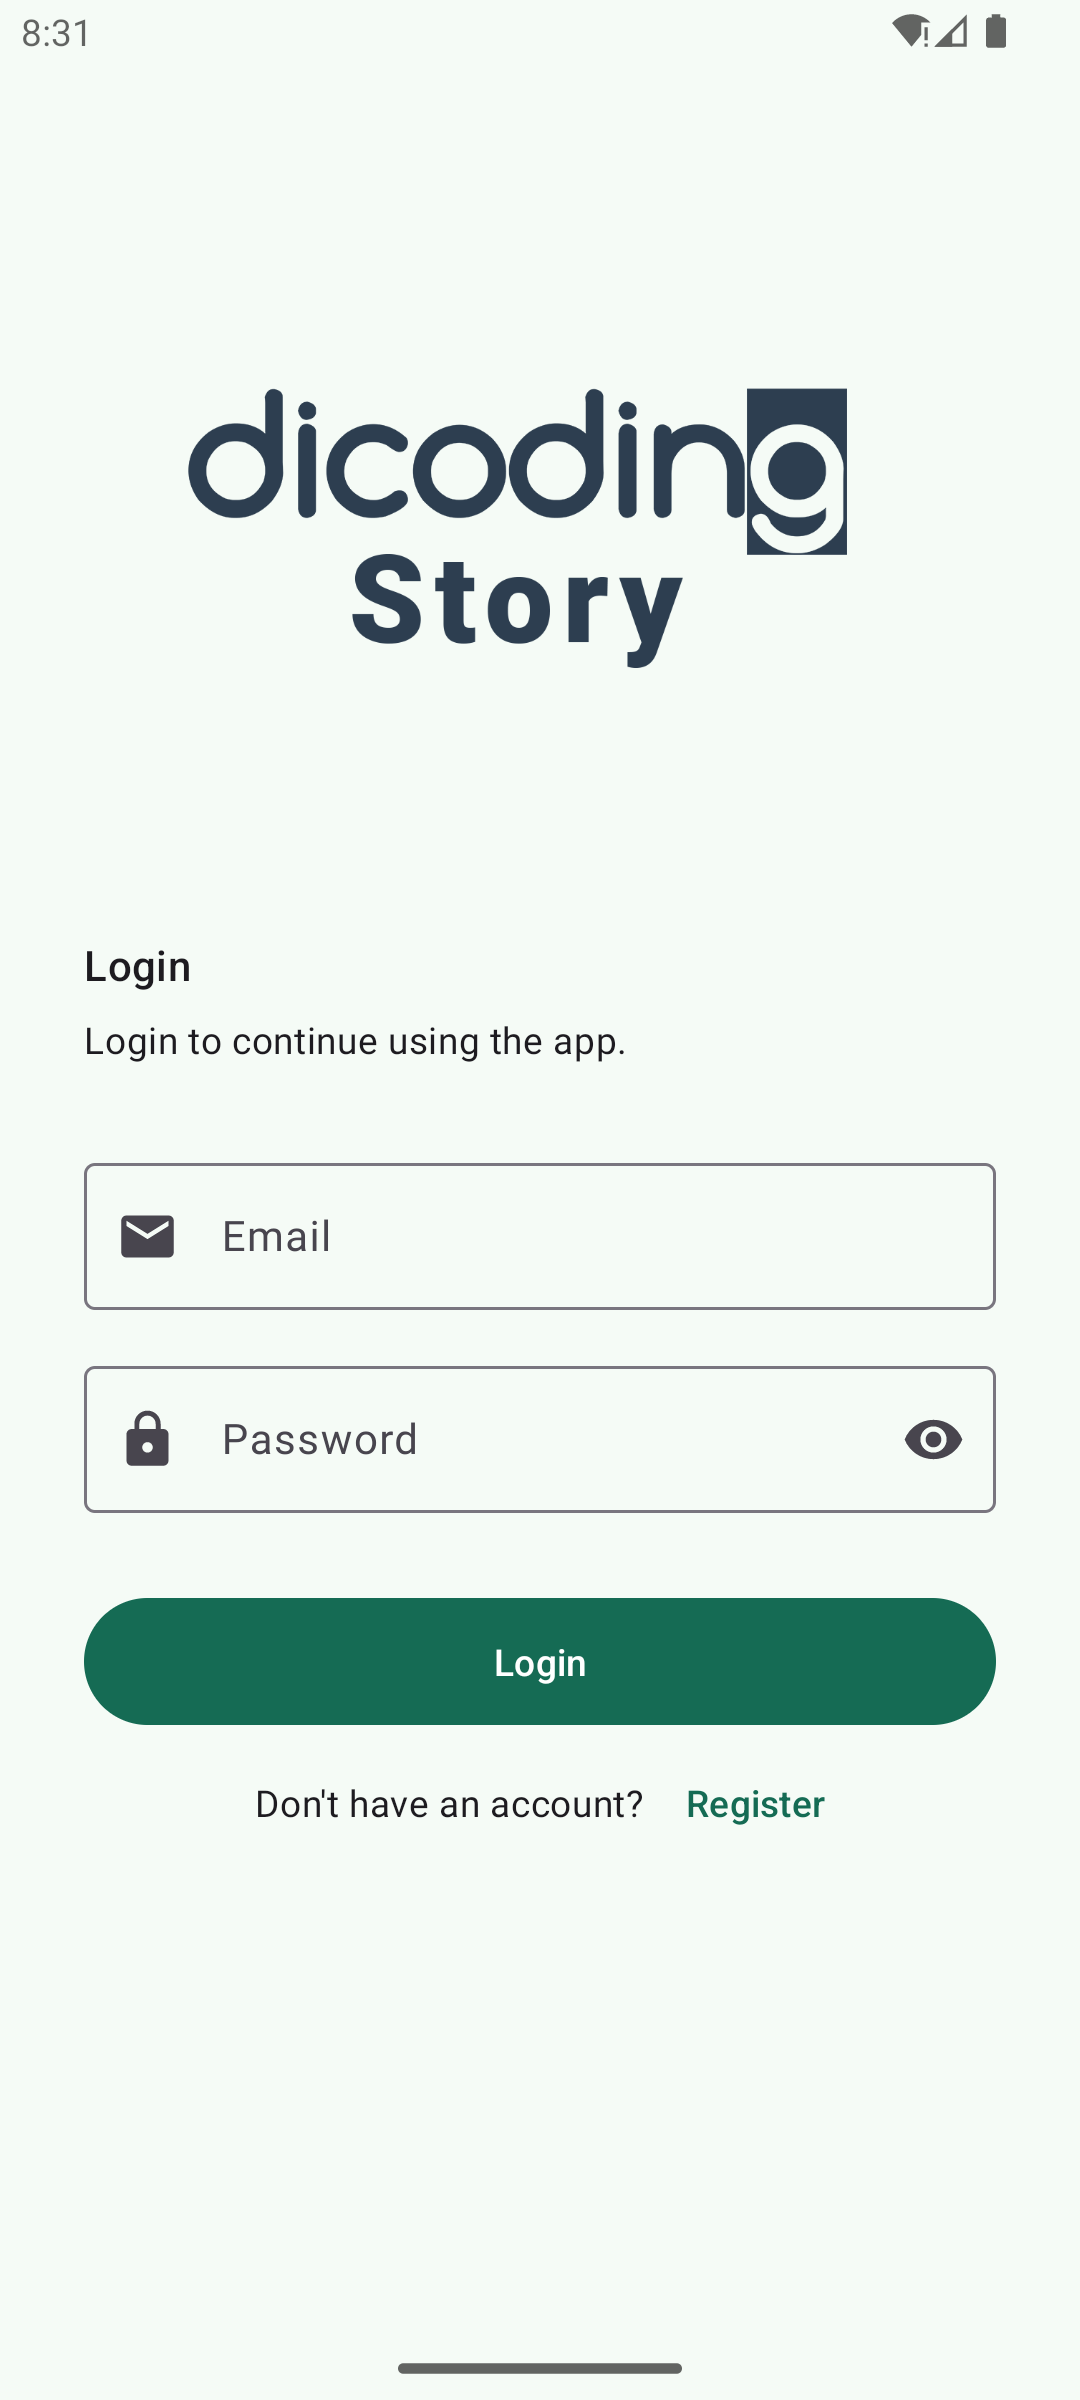 8:31
dicoding
Story
Login
Login to continue using the app.
Email
Password
Login
Don't have an account? Register